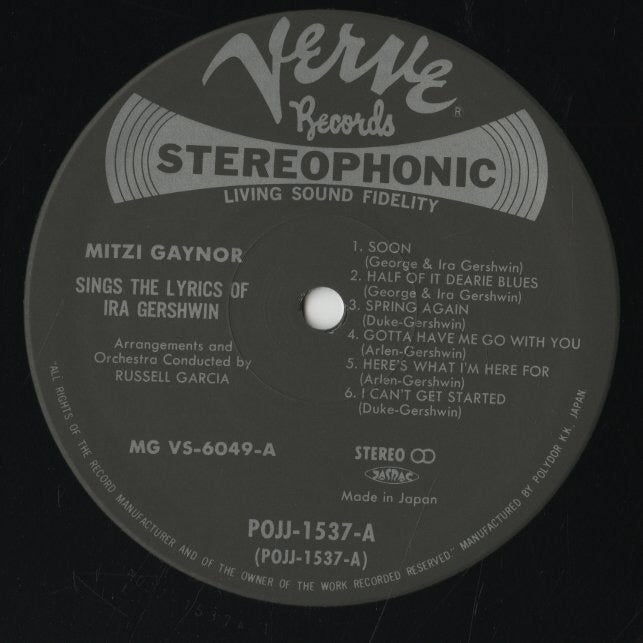 Verve
®
Records
STEREOPHONIC
LIVING SOUND FIDELITY
MITZI GAYNOR
SINGS THE LYRICS OF
IRA GERSHWIN
Arrangements and
Orchestra Conducted by
RUSSELL GARCIA
1. SOON
(George & Ira Gershwin)
2. HALF OF IT DEARIE BLUES
(George & Ira Gershwin)
3. SPRING AGAIN
(Duke-Gershwin)
4. GOTTA HAVE ME GO WITH YOU
(Arlen-Gershwin)
5. HERE'S WHAT I'M HERE FOR
(Arlen-Gershwin)
6. I CAN'T GET STARTED
(Duke-Gershwin)
MG VS-6049-A
STEREO
JASRAC
Made in Japan
POJJ-1537-A
(POJJ-1537-A)
"ALL RIGHTS OF THE RECORD MANUFACTURER AND OF THE OWNER OF THE WORK RECORDED RESERVED" MANUFACTURED BY POLYDOR K.K. JAPAN